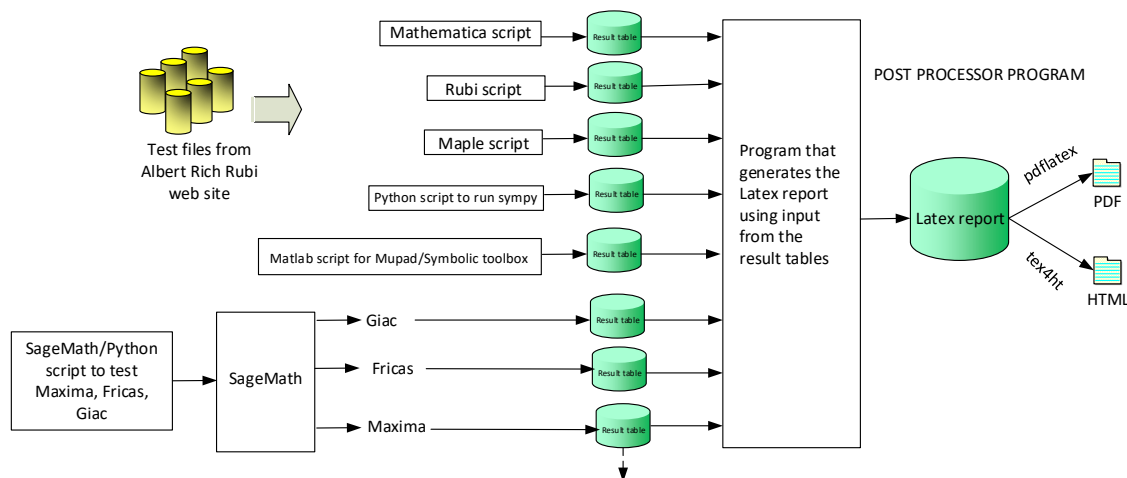 Mathematica script
Result table
Rubi script
Result table
POST PROCESSOR PROGRAM
Test files from
Albert Rich Rubi
web site
Maple script
Result table
Program that
generates the
Latex report
using input
from the
result tables
Python script to run sympy
Result table
Matlab script for Mupad/Symbolic toolbox
Result table
Latex report
pdflatex
PDF
tex4ht
HTML
SageMath/Python
script to test
Maxima, Fricas,
Giac
SageMath
Giac
Result table
Fricas
Result table
Maxima
Result table